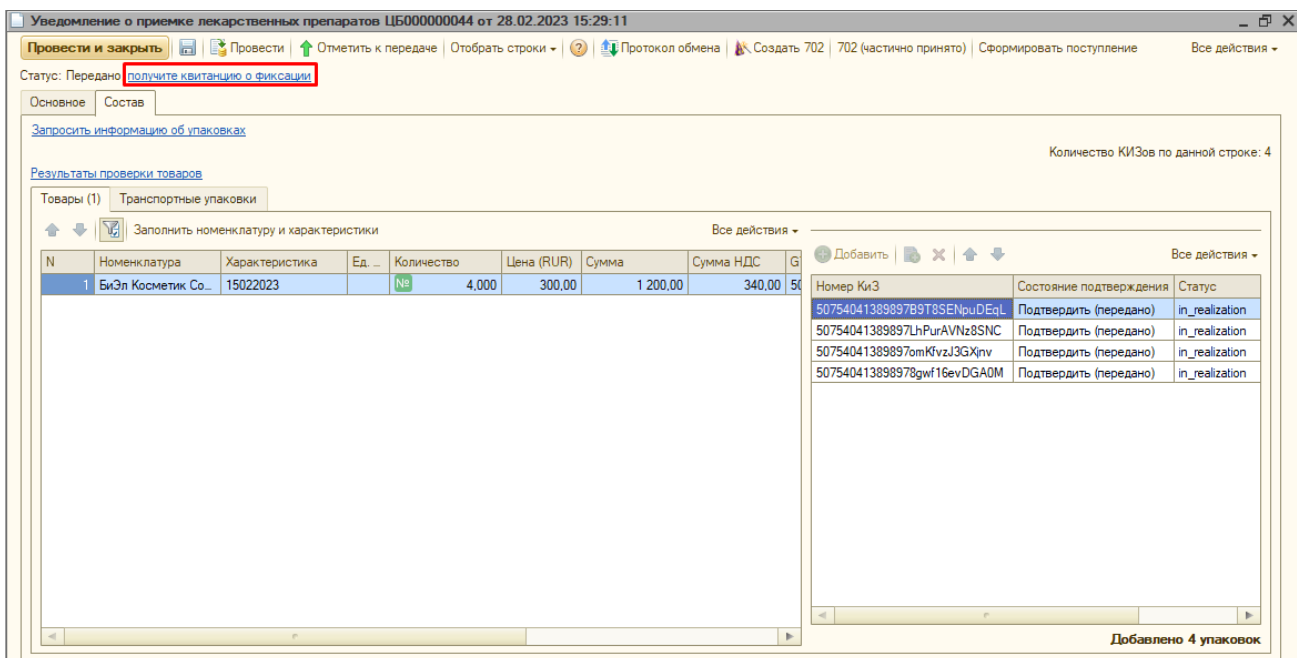 Уведомление о приемке лекарственных препаратов ЦБ000000044 от 28.02.2023 15:29:11
Провести и закрыть Провести Отметить к передаче Отобрать строки ? Протокол обмена Создать 702 702 (частично принято) Сформировать поступление Все действия
Статус: Передано получите квитанцию о фиксации
Основное Состав
Запросить информацию об упаковках
Количество КИЗов по данной строке: 4
Результаты проверки товаров
Товары (1) Транспортные упаковки
Заполнить номенклатуру и характеристики Все действия
Добавить Все действия
N Номенклатура Характеристика Ед. ... Количество Цена (RUR) Сумма Сумма НДС G
1 БиЭл Косметик Со... 15022023 № 4,000 300,00 1 200,00 340,00 50
Номер КиЗ Состояние подтверждения Статус
50754041389897B9T8SENpuDEqL Подтвердить (передано) in_realization
50754041389897LhPurAVNz8SNC Подтвердить (передано) in_realization
50754041389897omKfvzJ3GXjnv Подтвердить (передано) in_realization
507540413898978gwf16evDGA0M Подтвердить (передано) in_realization
Добавлено 4 упаковок